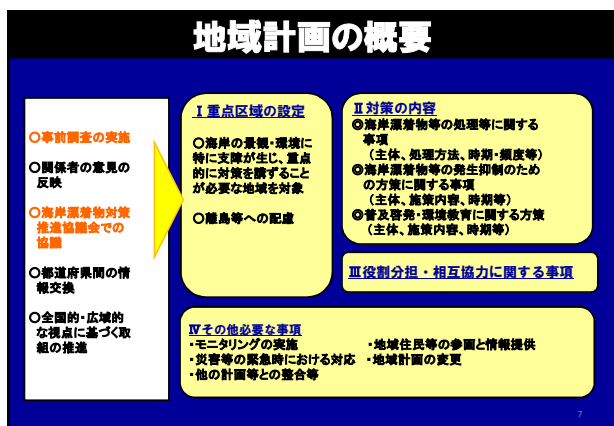 地域計画の概要
○事前調査の実施
○関係者の意見の
反映
○海岸漂着物対策
推進協議会での
協議
○都道府県間の情
報交換
○全国的・広域的
な視点に基づく取
組の推進
Ⅰ重点区域の設定
○海岸の景観・環境に
特に支障が生じ、重点
的に対策を講ずること
が必要な地域を対象
○離島等への配慮
Ⅱ対策の内容
◎海岸漂着物等の処理等に関する
事項
（主体、処理方法、時期・頻度等）
◎海岸漂着物等の発生抑制のため
の方策に関する事項
（主体、施策内容、時期等）
◎普及啓発・環境教育に関する方策
（主体、施策内容、時期等）
Ⅲ役割分担・相互協力に関する事項
Ⅳその他必要な事項
・モニタリングの実施 ・地域住民等の参画と情報提供
・災害等の緊急時における対応 ・地域計画の変更
・他の計画等との整合等
7